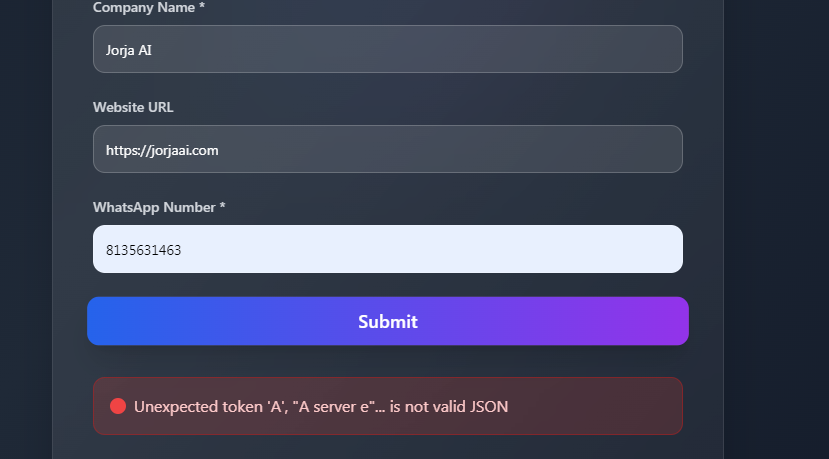 Company Name *
Jorja AI
Website URL
https://jorjaai.com
WhatsApp Number *
8135631463
Submit
Unexpected token 'A', "A server e"... is not valid JSON